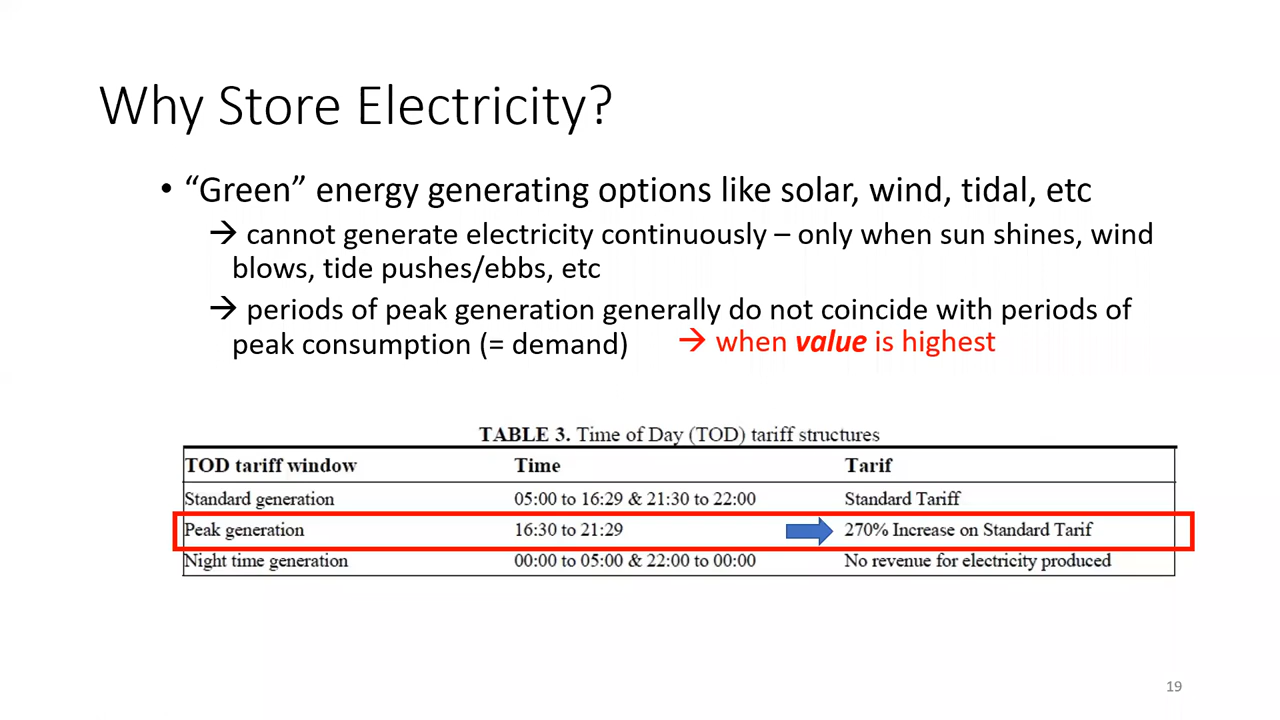 Why Store Electricity?
• “Green” energy generating options like solar, wind, tidal, etc
→ cannot generate electricity continuously – only when sun shines, wind
blows, tide pushes/ebbs, etc
→ periods of peak generation generally do not coincide with periods of
peak consumption (= demand) → when value is highest
TABLE 3. Time of Day (TOD) tariff structures
TOD tariff window Time Tarif
Standard generation 05:00 to 16:29 & 21:30 to 22:00 Standard Tariff
Peak generation 16:30 to 21:29 270% Increase on Standard Tarif
Night time generation 00:00 to 05:00 & 22:00 to 00:00 No revenue for electricity produced
19